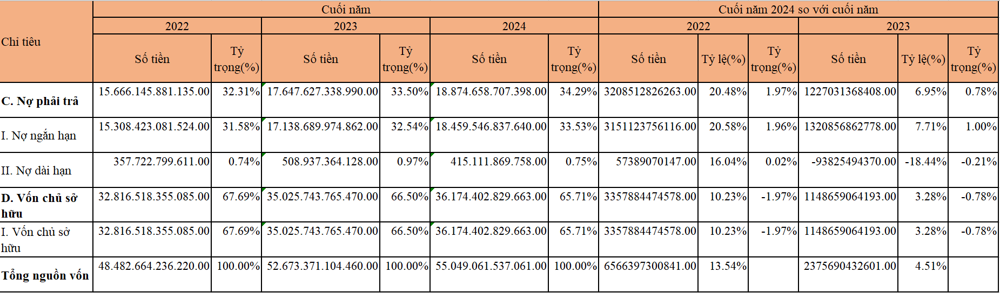 Chỉ tiêu
Cuối năm
Cuối năm 2024 so với cuối năm
2022
2023
2024
2022
2023
Số tiền
Tỷ
trọng(%)
Số tiền
Tỷ
trọng(%)
Số tiền
Tỷ
trọng(%)
Số tiền
Tỷ lệ(%)
Tỷ
trọng(%)
Số tiền
Tỷ lệ(%)
Tỷ
trọng(%)
C. Nợ phải trả 15.666.145.881.135.00 32.31% 17.647.627.338.990.00 33.50% 18.874.658.707.398.00 34.29% 3208512826263.00 20.48% 1.97% 1227031368408.00 6.95% 0.78%
I. Nợ ngắn hạn 15.308.423.081.524.00 31.58% 17.138.689.974.862.00 32.54% 18.459.546.837.640.00 33.53% 3151123756116.00 20.58% 1.96% 1320856862778.00 7.71% 1.00%
II. Nợ dài hạn 357.722.799.611.00 0.74% 508.937.364.128.00 0.97% 415.111.869.758.00 0.75% 57389070147.00 16.04% 0.02% -93825494370.00 -18.44% -0.21%
D. Vốn chủ sở
hữu
32.816.518.355.085.00 67.69% 35.025.743.765.470.00 66.50% 36.174.402.829.663.00 65.71% 3357884474578.00 10.23% -1.97% 1148659064193.00 3.28% -0.78%
I. Vốn chủ sở
hữu
32.816.518.355.085.00 67.69% 35.025.743.765.470.00 66.50% 36.174.402.829.663.00 65.71% 3357884474578.00 10.23% -1.97% 1148659064193.00 3.28% -0.78%
Tổng nguồn vốn 48.482.664.236.220.00 100.00% 52.673.371.104.460.00 100.00% 55.049.061.537.061.00 100.00% 6566397300841.00 13.54% 2375690432601.00 4.51%